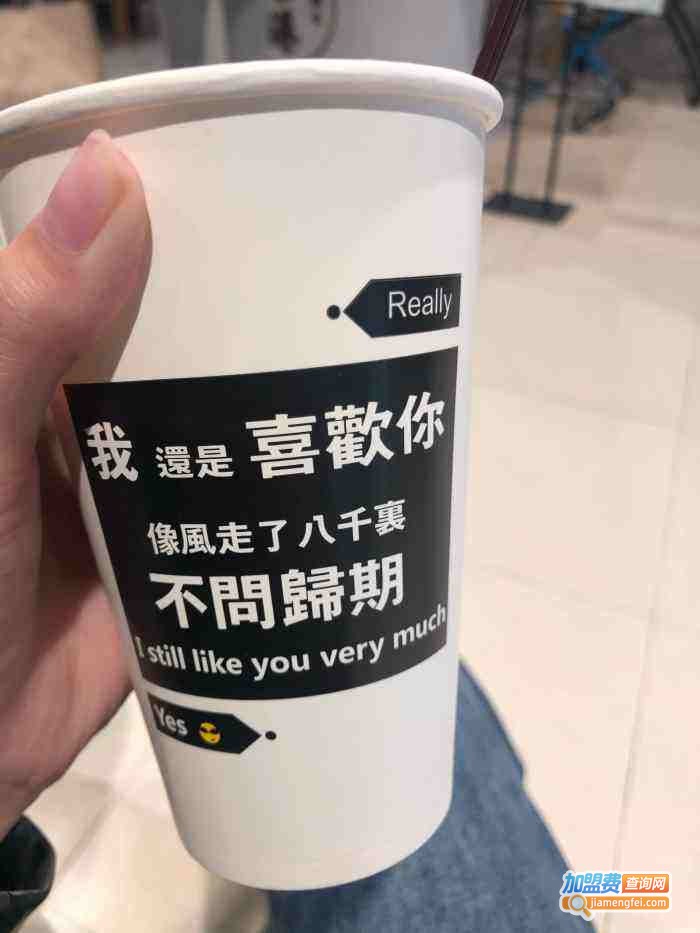 Really
我 還是 喜歡你
像風走了八千裏
不問歸期
I still like you very much
Yes
加盟费 查询网
jiamengfei.com